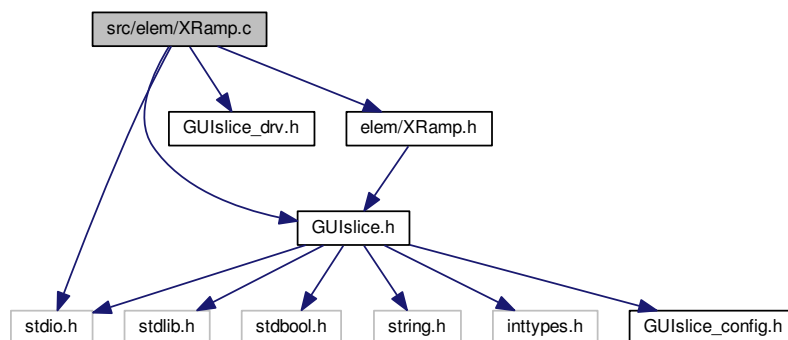 src/elem/XRamp.c
GUIslice_drv.h
elem/XRamp.h
GUIslice.h
stdio.h
stdlib.h
stdbool.h
string.h
inttypes.h
GUIslice_config.h